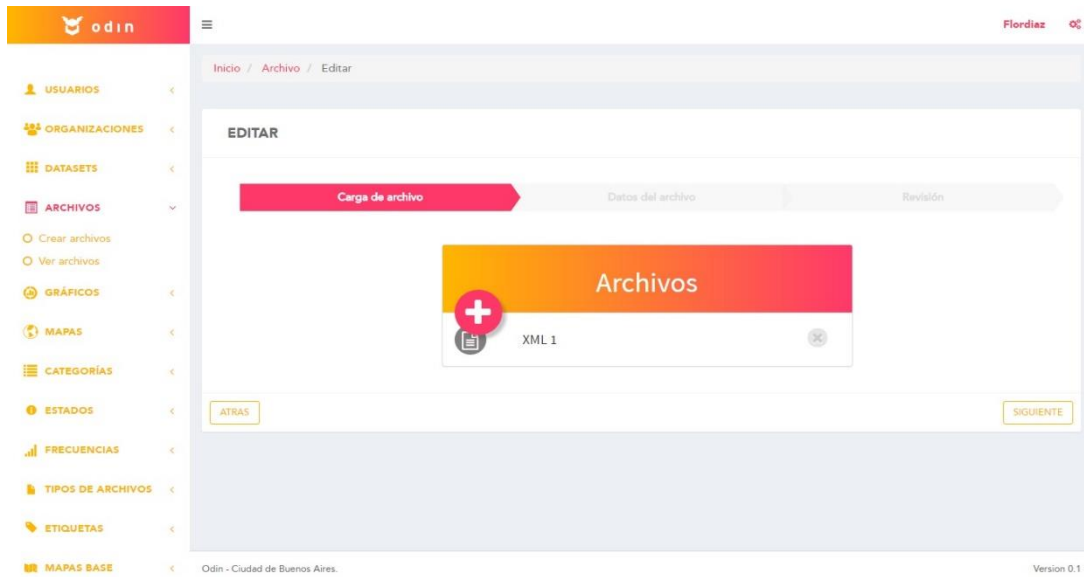 odin
Flordiaz
Inicio / Archivo / Editar
USUARIOS
ORGANIZACIONES
DATASETS
ARCHIVOS
Crear archivos
Ver archivos
GRÁFICOS
MAPAS
CATEGORÍAS
ESTADOS
FRECUENCIAS
TIPOS DE ARCHIVOS
ETIQUETAS
MAPAS BASE
EDITAR
Carga de archivo
Datos del archivo
Revisión
Archivos
XML 1
ATRAS
SIGUIENTE
Odin - Ciudad de Buenos Aires.
Version 0.1